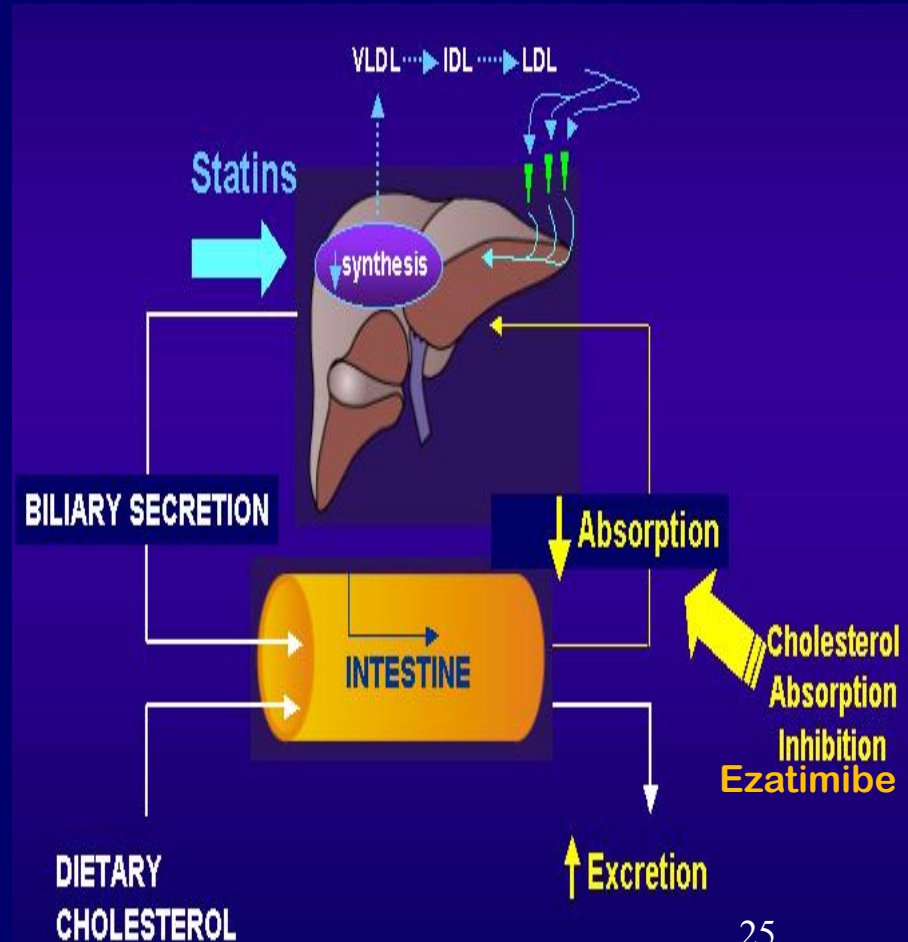 VLDL IDL LDL
Statins
synthesis
BILIARY SECRETION
Absorption
INTESTINE
Cholesterol
Absorption
Inhibition
Ezatimibe
DIETARY
CHOLESTEROL
Excretion
25